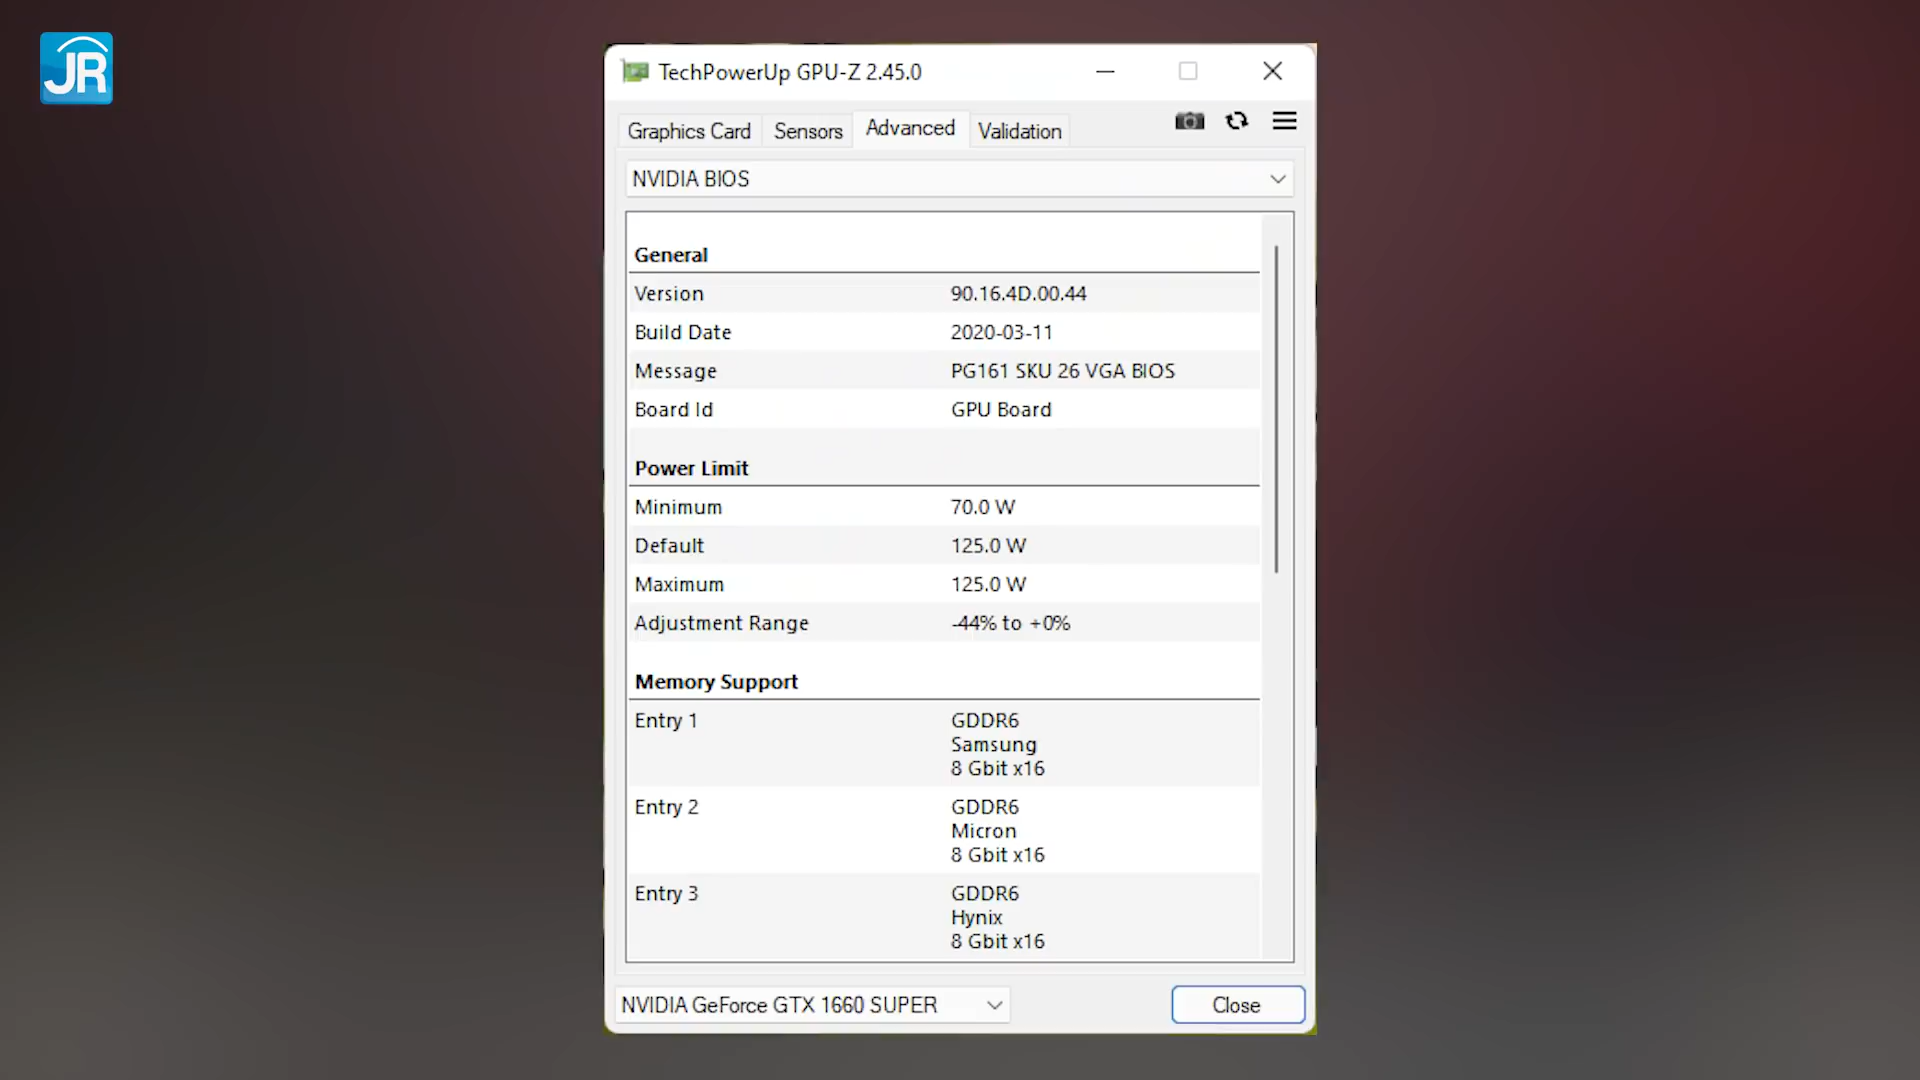 JR
TechPowerUp GPU-Z 2.45.0
Graphics Card Sensors Advanced Validation
NVIDIA BIOS
General
Version 90.16.4D.00.44
Build Date 2020-03-11
Message PG161 SKU 26 VGA BIOS
Board Id GPU Board
Power Limit
Minimum 70.0 W
Default 125.0 W
Maximum 125.0 W
Adjustment Range -44% to +0%
Memory Support
Entry 1 GDDR6
Samsung
8 Gbit x16
Entry 2 GDDR6
Micron
8 Gbit x16
Entry 3 GDDR6
Hynix
8 Gbit x16
NVIDIA GeForce GTX 1660 SUPER Close